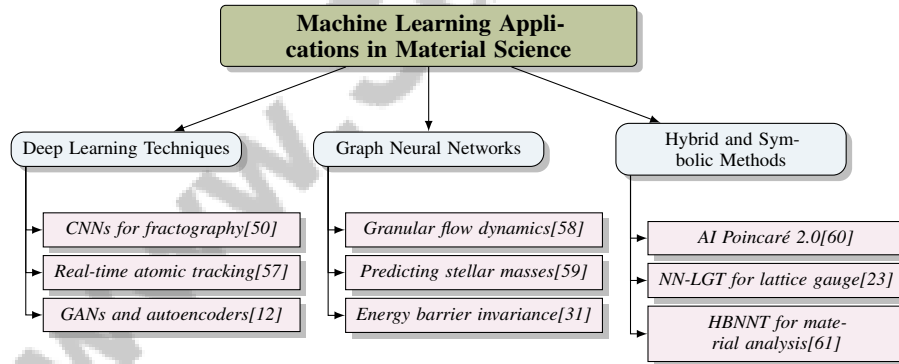 Machine Learning Appli-
cations in Material Science
Deep Learning Techniques
Graph Neural Networks
Hybrid and Sym-
bolic Methods
CNNs for fractography[50]
Real-time atomic tracking[57]
GANs and autoencoders[12]
Granular flow dynamics[58]
Predicting stellar masses[59]
Energy barrier invariance[31]
AI Poincaré 2.0[60]
NN-LGT for lattice gauge[23]
HBNNT for mate-
rial analysis[61]
www.s